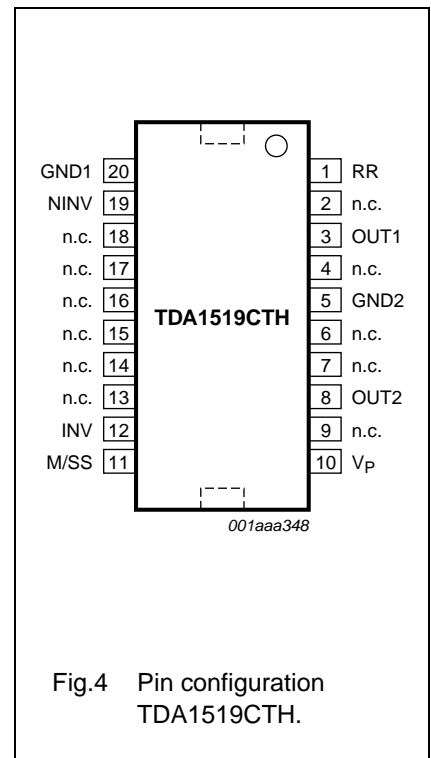 GND1 20 1 RR
NINV 19 2 n.c.
n.c. 18 3 OUT1
n.c. 17 4 n.c.
n.c. 16 5 GND2
TDA1519CTH
n.c. 15 6 n.c.
n.c. 14 7 n.c.
n.c. 13 8 OUT2
INV 12 9 n.c.
M/SS 11 10 VP
001aaa348
Fig.4 Pin configuration
TDA1519CTH.